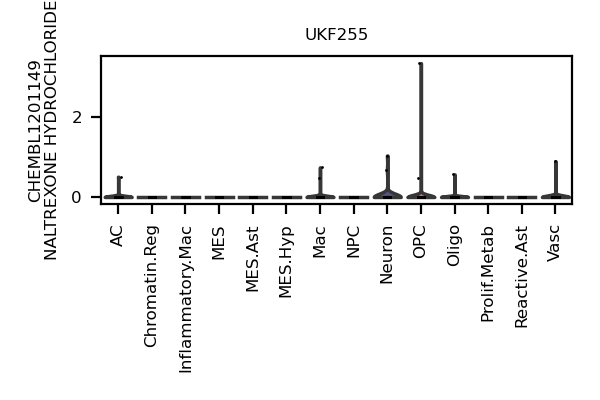 UKF255
CHEMBL1201149
NALTREXONE HYDROCHLORIDE
2
0
AC
Chromatin.Reg
Inflammatory.Mac
MES
MES.Ast
MES.Hyp
Mac
NPC
Neuron
OPC
Oligo
Prolif.Metab
Reactive.Ast
Vasc